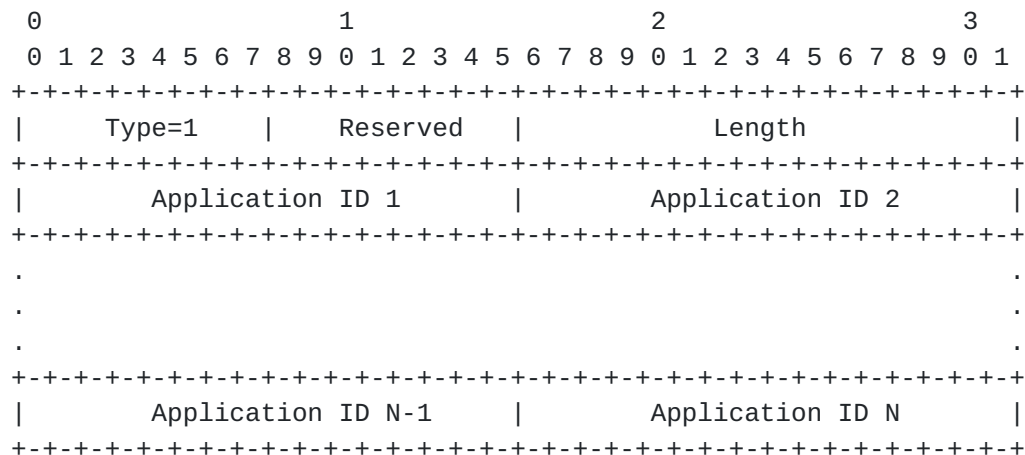 0                   1                   2                   3
 0 1 2 3 4 5 6 7 8 9 0 1 2 3 4 5 6 7 8 9 0 1 2 3 4 5 6 7 8 9 0 1
+-+-+-+-+-+-+-+-+-+-+-+-+-+-+-+-+-+-+-+-+-+-+-+-+-+-+-+-+-+-+-+-+
|     Type=1    |    Reserved   |            Length             |
+-+-+-+-+-+-+-+-+-+-+-+-+-+-+-+-+-+-+-+-+-+-+-+-+-+-+-+-+-+-+-+-+
|        Application ID 1       |        Application ID 2       |
+-+-+-+-+-+-+-+-+-+-+-+-+-+-+-+-+-+-+-+-+-+-+-+-+-+-+-+-+-+-+-+-+
.                                                               .
.                                                               .
.                                                               .
+-+-+-+-+-+-+-+-+-+-+-+-+-+-+-+-+-+-+-+-+-+-+-+-+-+-+-+-+-+-+-+-+
|        Application ID N-1     |        Application ID N       |
+-+-+-+-+-+-+-+-+-+-+-+-+-+-+-+-+-+-+-+-+-+-+-+-+-+-+-+-+-+-+-+-+